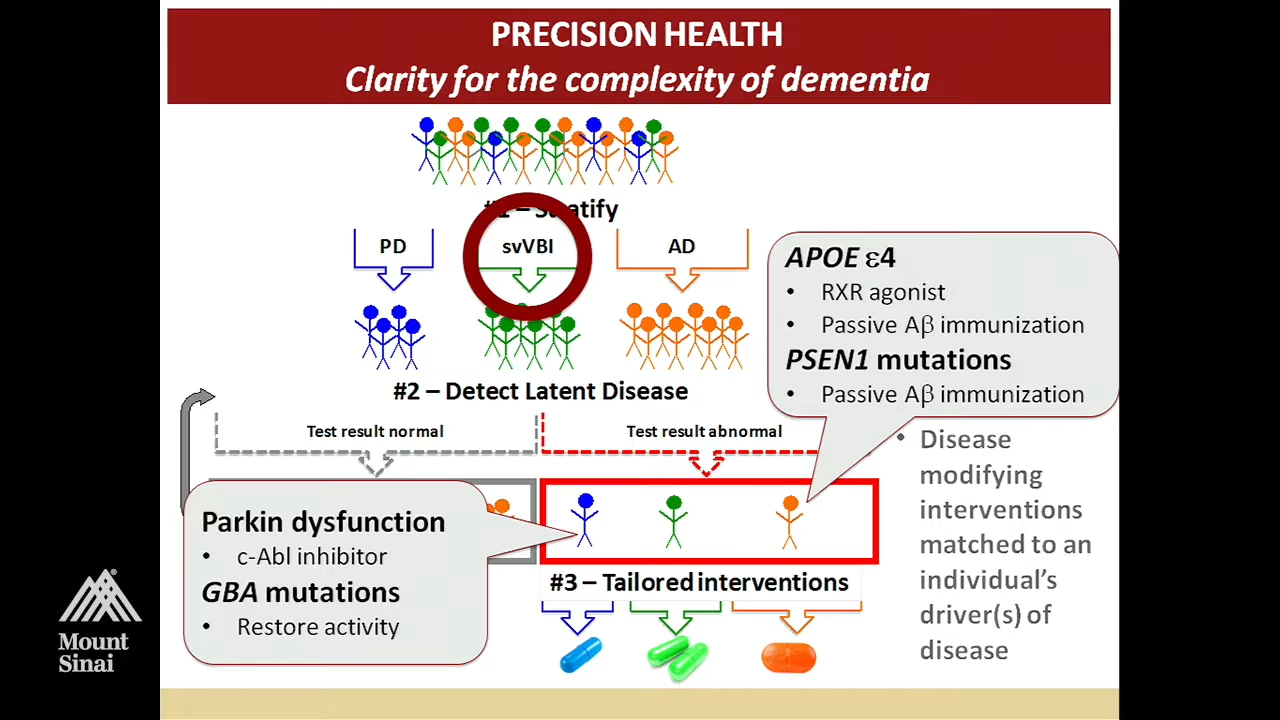 PRECISION HEALTH
Clarity for the complexity of dementia
#1 – Stratify
PD
svVBI
AD
APOE ε4
• RXR agonist
• Passive Aβ immunization
PSEN1 mutations
• Passive Aβ immunization
#2 – Detect Latent Disease
Test result normal
Test result abnormal
• Disease
modifying
interventions
matched to an
individual's
driver(s) of
disease
Parkin dysfunction
• c-Abl inhibitor
GBA mutations
• Restore activity
#3 – Tailored interventions
Mount
Sinai
®